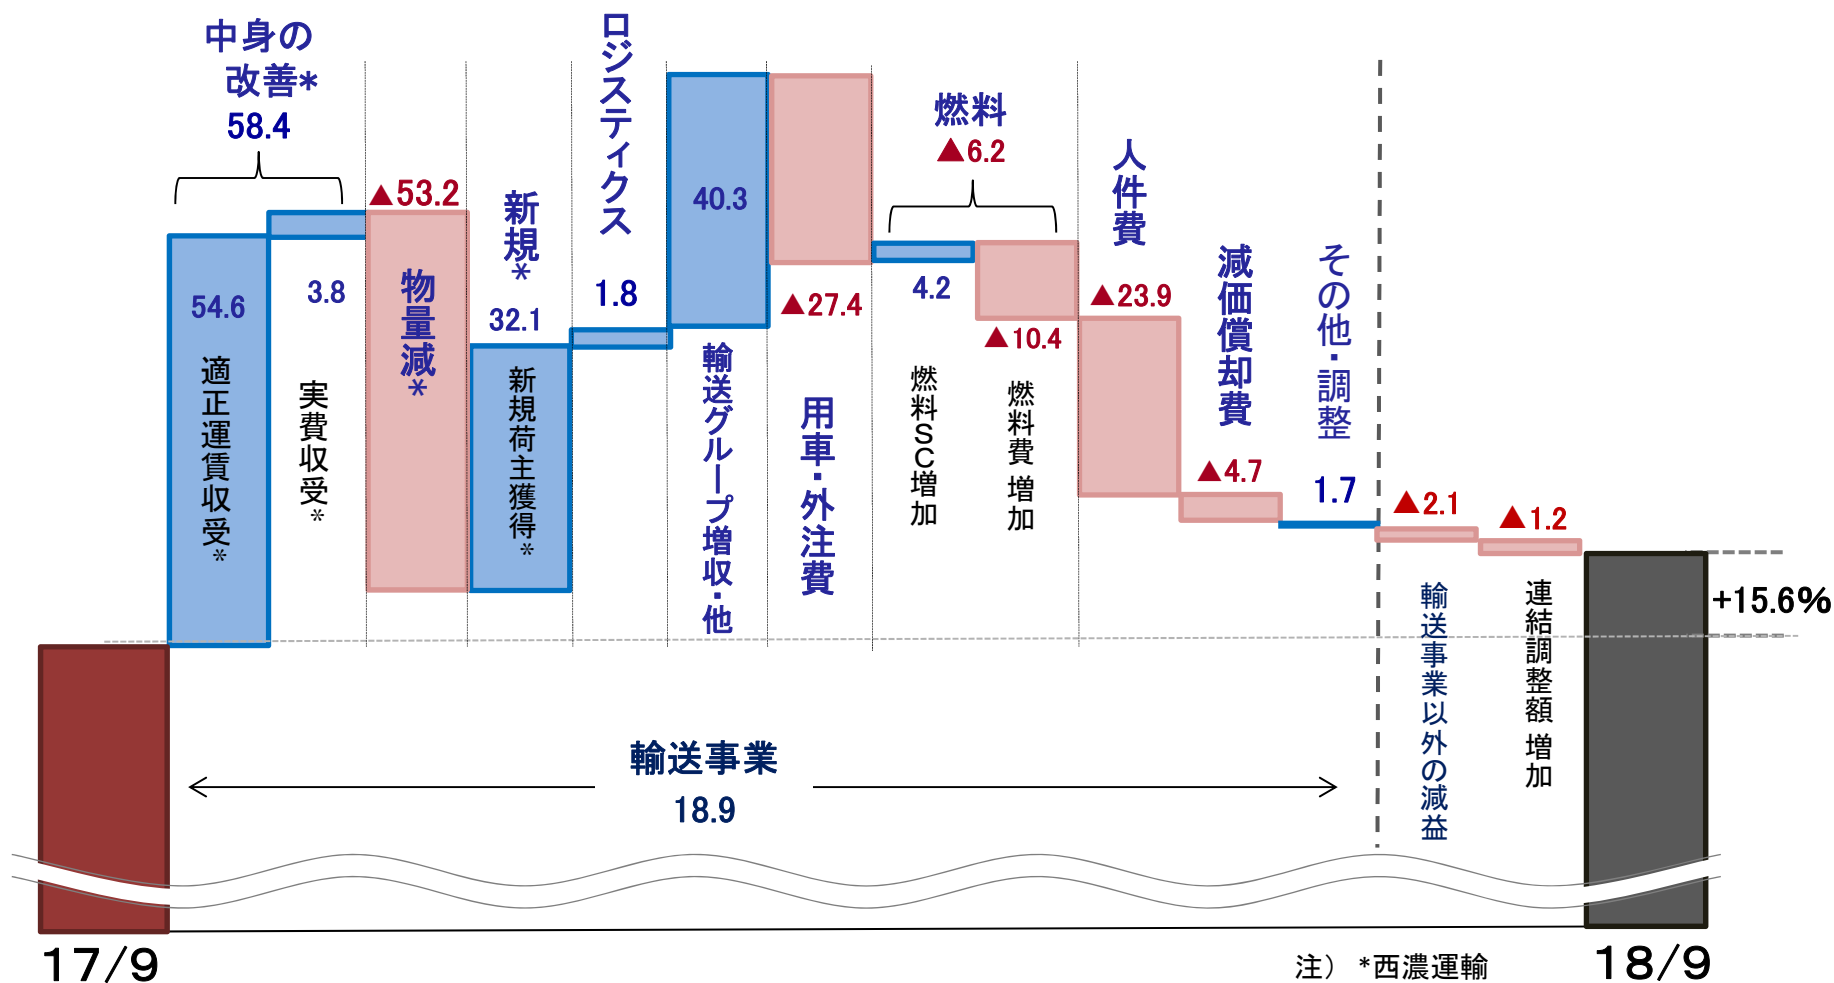 中身の
改善*
58.4
54.6
適正運賃収受*
3.8
実費収受*
▲53.2
物量減*
新規*
32.1
新規荷主獲得*
ロジスティクス
1.8
40.3
輸送グループ増収・他
▲27.4
用車・外注費
燃料
▲6.2
4.2
燃料SC増加
▲10.4
燃料費 増加
人件費
▲23.9
減価償却費
▲4.7
その他・調整
1.7
▲2.1
輸送事業以外の減益
▲1.2
連結調整額 増加
+15.6%
輸送事業
18.9
17/9
18/9
注） *西濃運輸